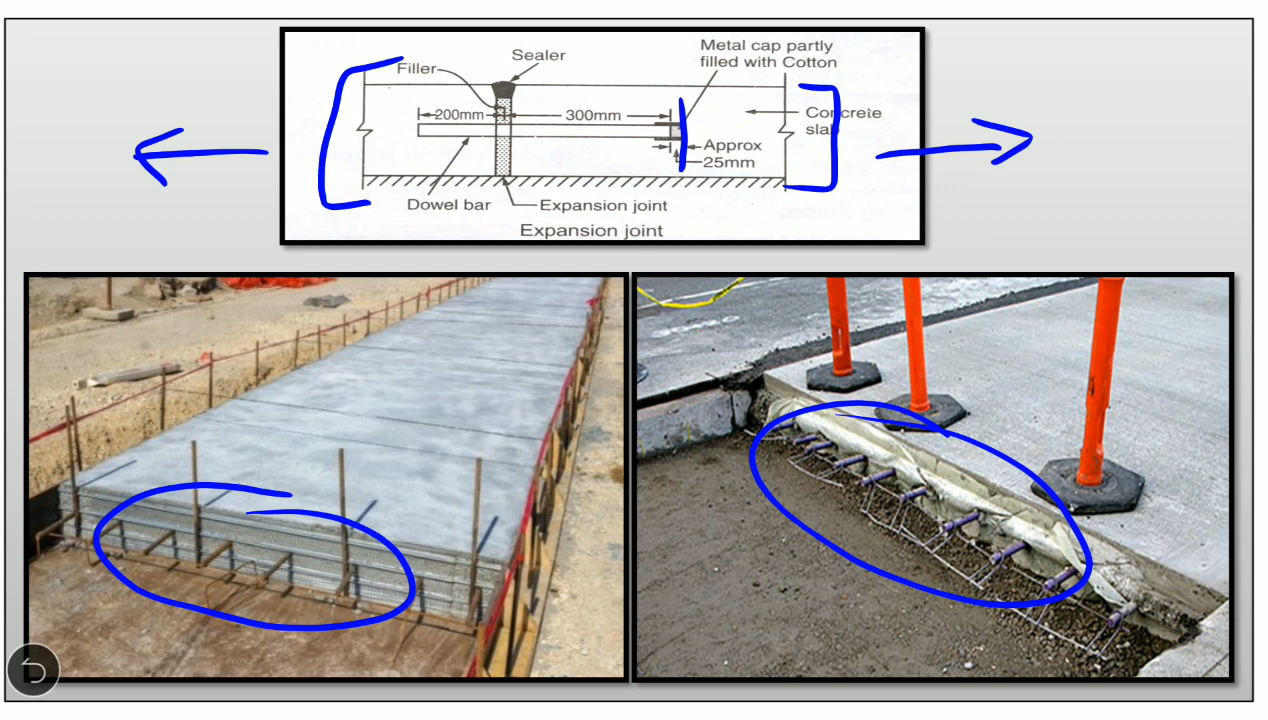 Metal cap partly
filled with Cotton
Sealer
Filler
200mm
300mm
Concrete
slab
Approx
25mm
Dowel bar
Expansion joint
Expansion joint